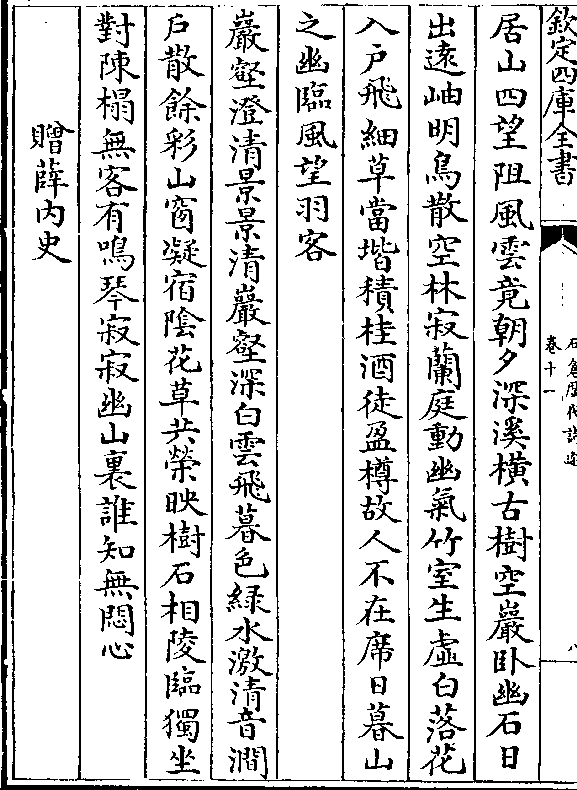 欽定四庫全書
石倉歷代詩選
卷十一
八
居山四望阻風雲竟朝夕深溪橫古樹空巖卧幽石日
出遠岫明鳥散空林寂蘭庭動幽氣竹室生虛白落花
入戶飛細草當堦積桂酒徒盈樽故人不在席日暮山
之幽臨風望羽客
巖壑澄清景景清巖壑深白雲飛暮色緑水激清音澗
戶散餘彩山窗凝宿陰花草共榮映樹石相陵臨獨坐
對陳榻無客有鳴琴寂寂幽山裏誰知無悶心
贈薛内史